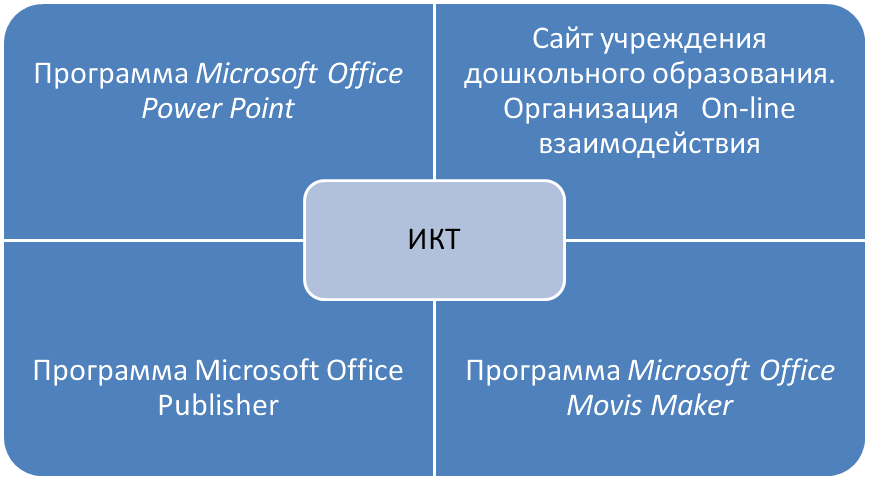 Программа Microsoft Office
Power Point
Сайт учреждения
дошкольного образования.
Организация On-line
взаимодействия
ИКТ
Программа Microsoft Office
Publisher
Программа Microsoft Office
Movis Maker